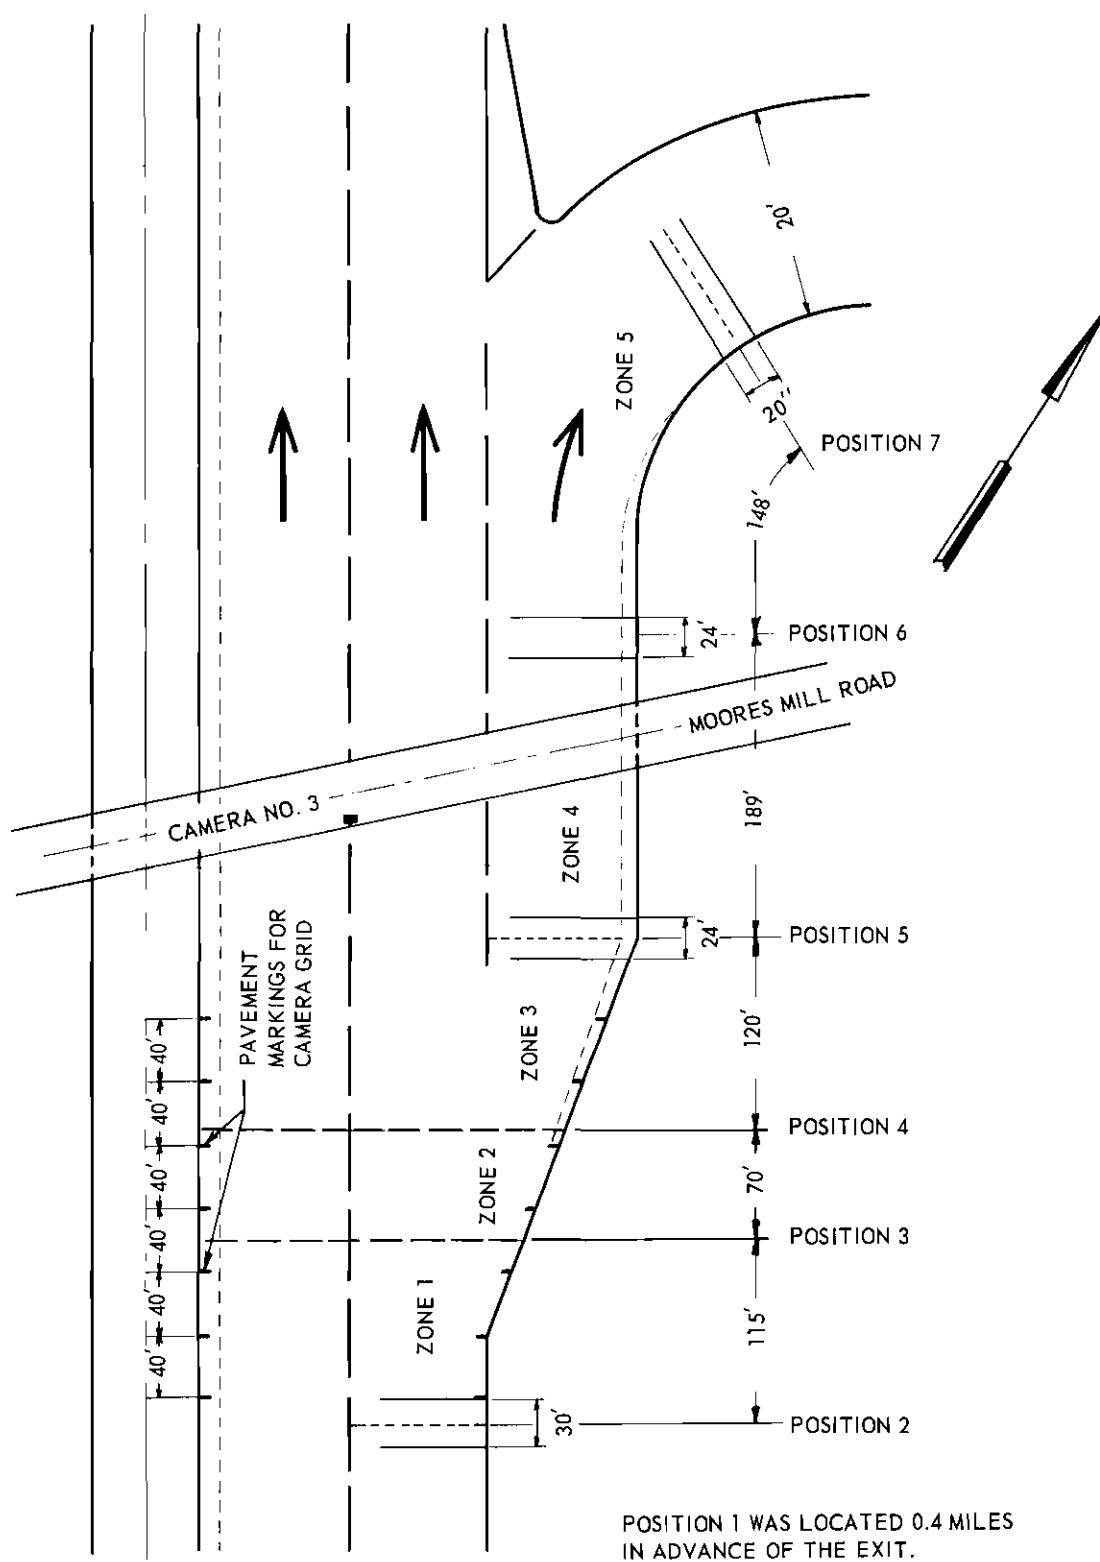 20'
ZONE 5
20"
POSITION 7
148'
24'
POSITION 6
MOORES MILL ROAD
CAMERA NO. 3
189'
ZONE 4
24'
POSITION 5
PAVEMENT
MARKINGS FOR
CAMERA GRID
ZONE 3
120'
40'
40'
40'
40'
40'
40'
POSITION 4
ZONE 2
70'
POSITION 3
ZONE 1
115'
30'
POSITION 2
POSITION 1 WAS LOCATED 0.4 MILES
IN ADVANCE OF THE EXIT.